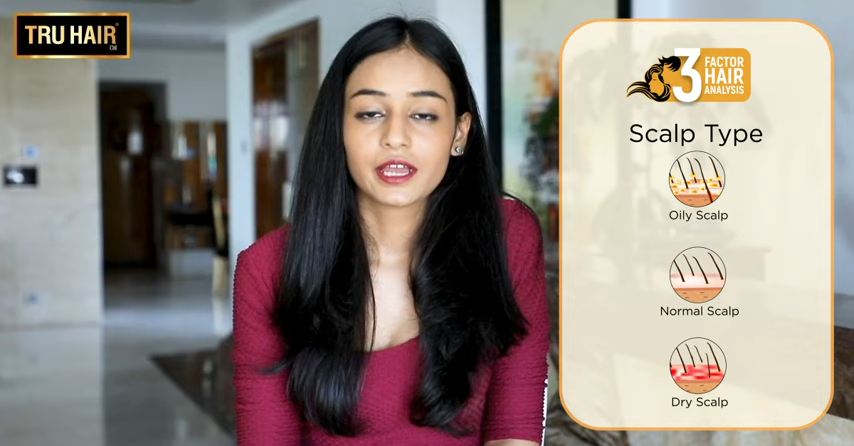 TRU HAIR
3 FACTOR
HAIR
ANALYSIS
Scalp Type
Oily Scalp
Normal Scalp
Dry Scalp